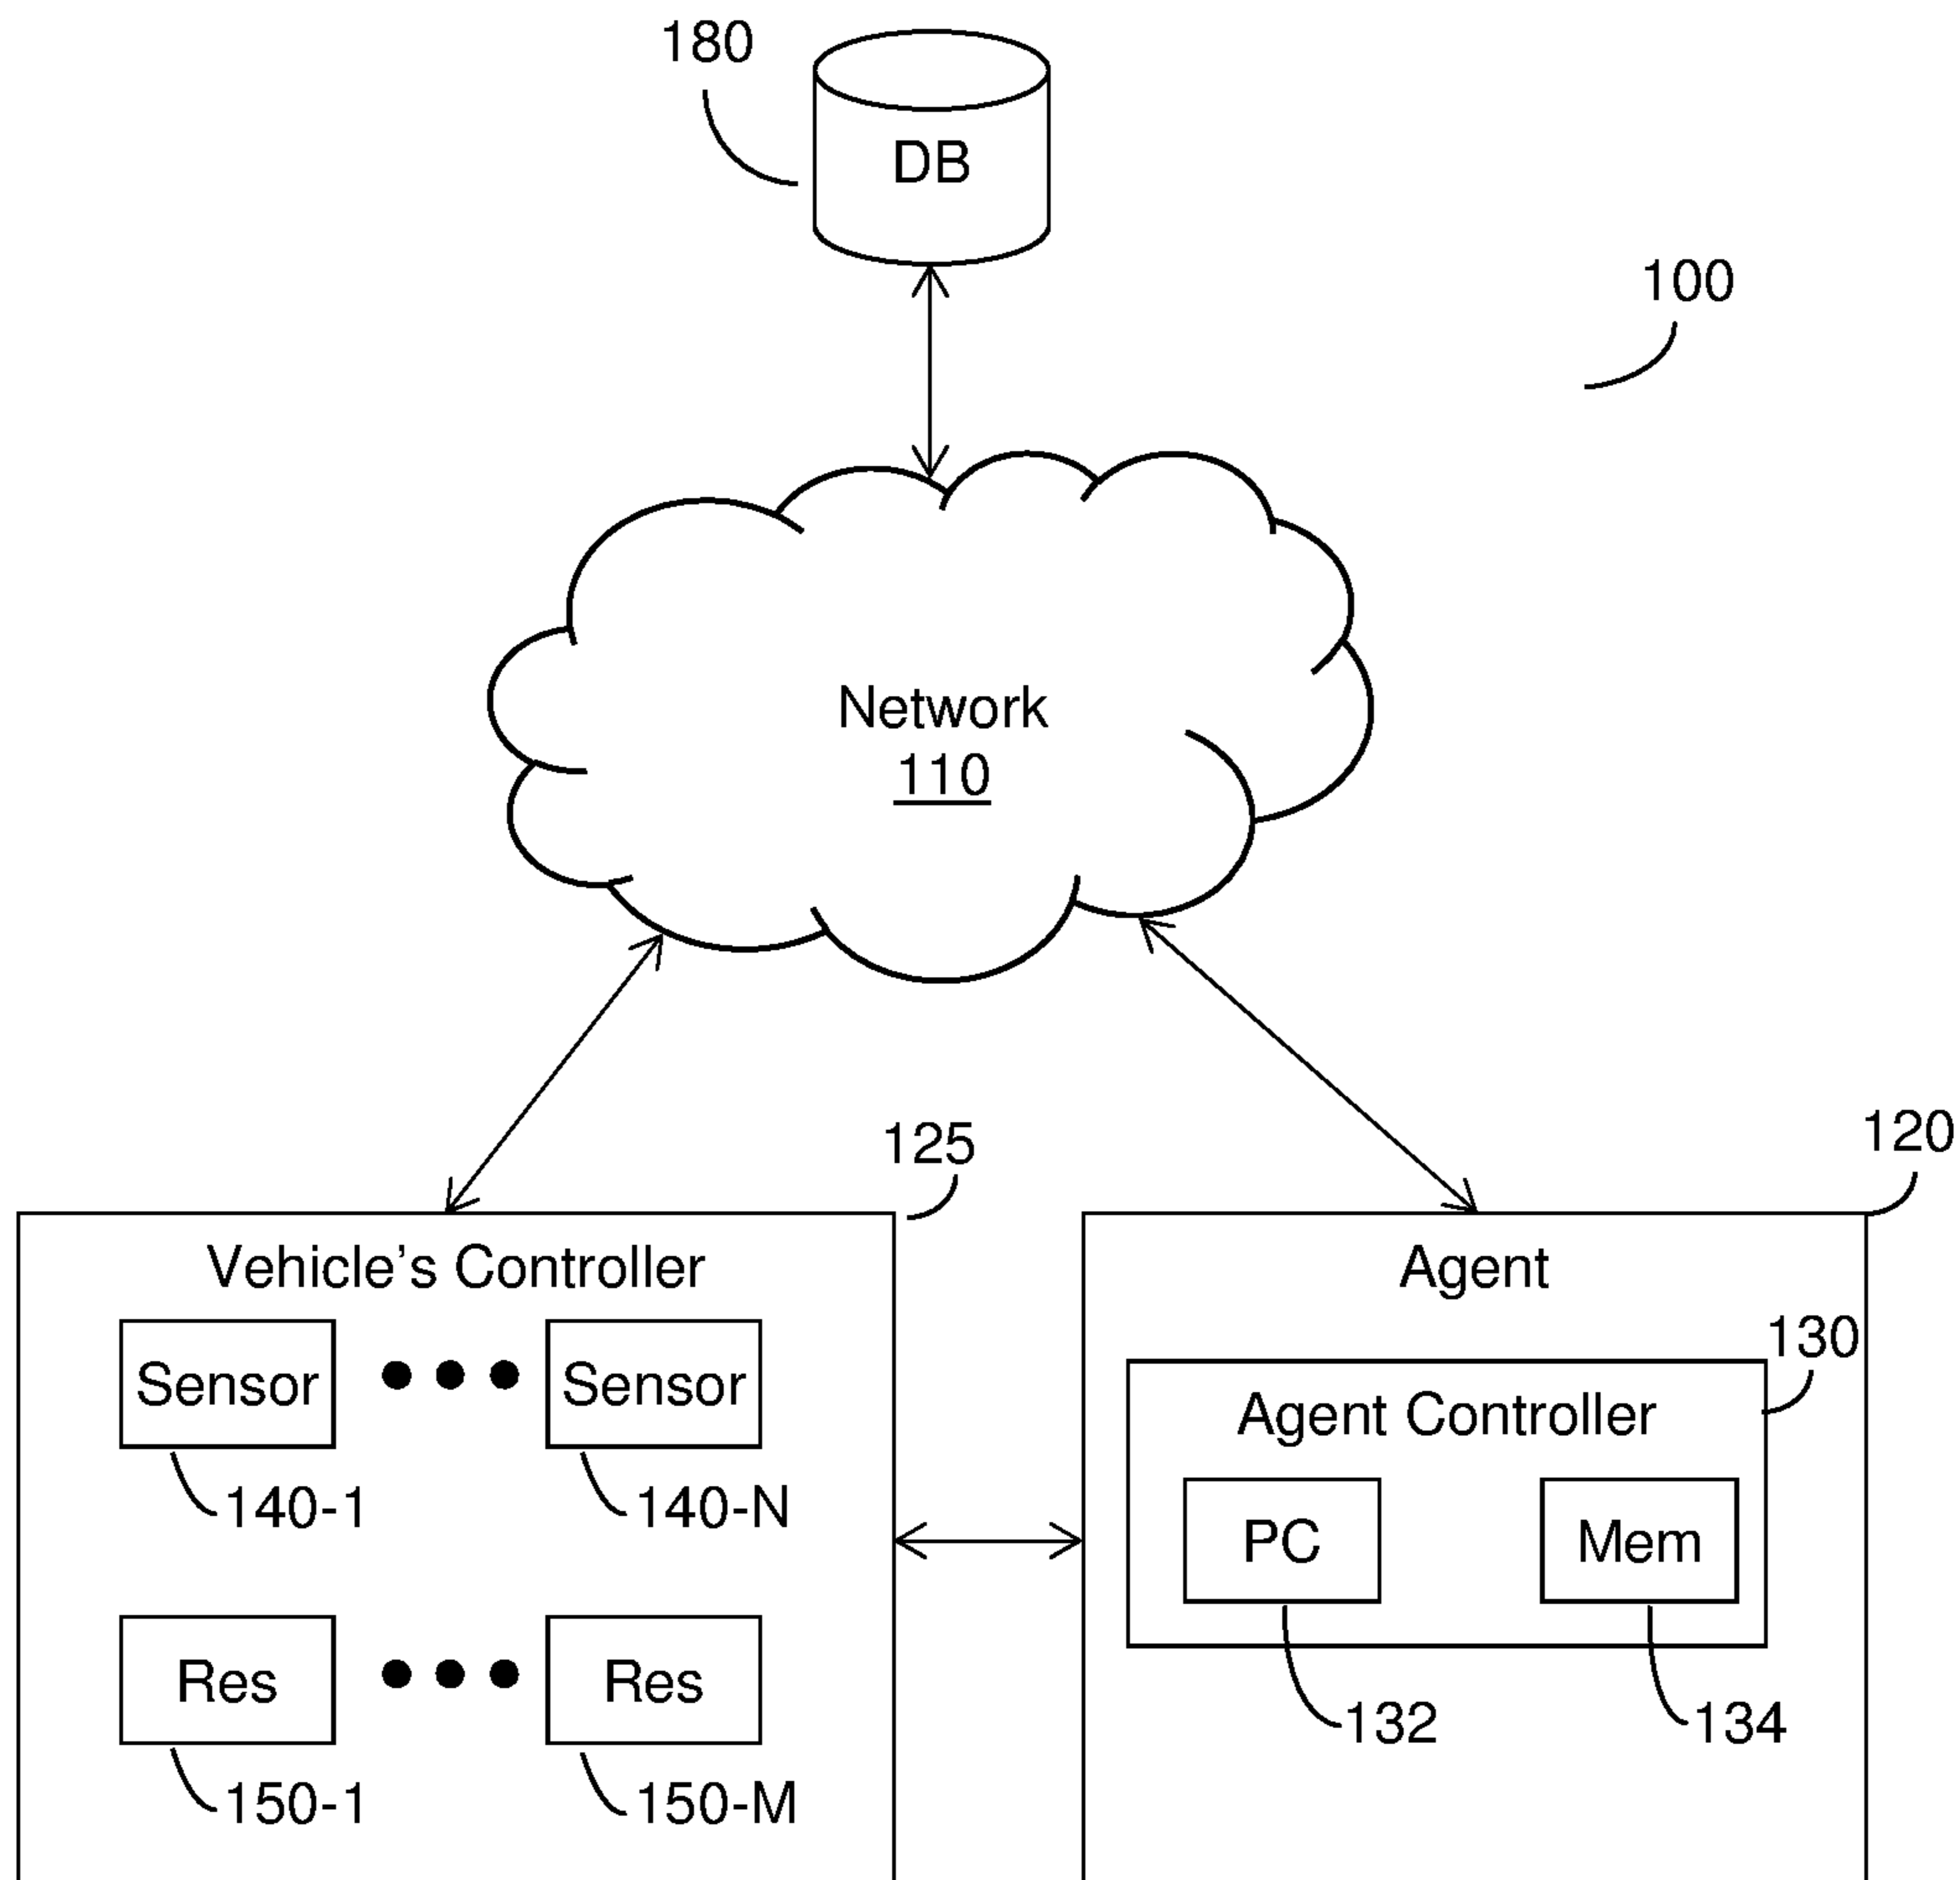 180
DB
100
Network
110
125
120
Vehicle's Controller
Agent
130
Sensor
Sensor
Agent Controller
140-1
140-N
PC
Mem
Res
Res
132
134
150-1
150-M